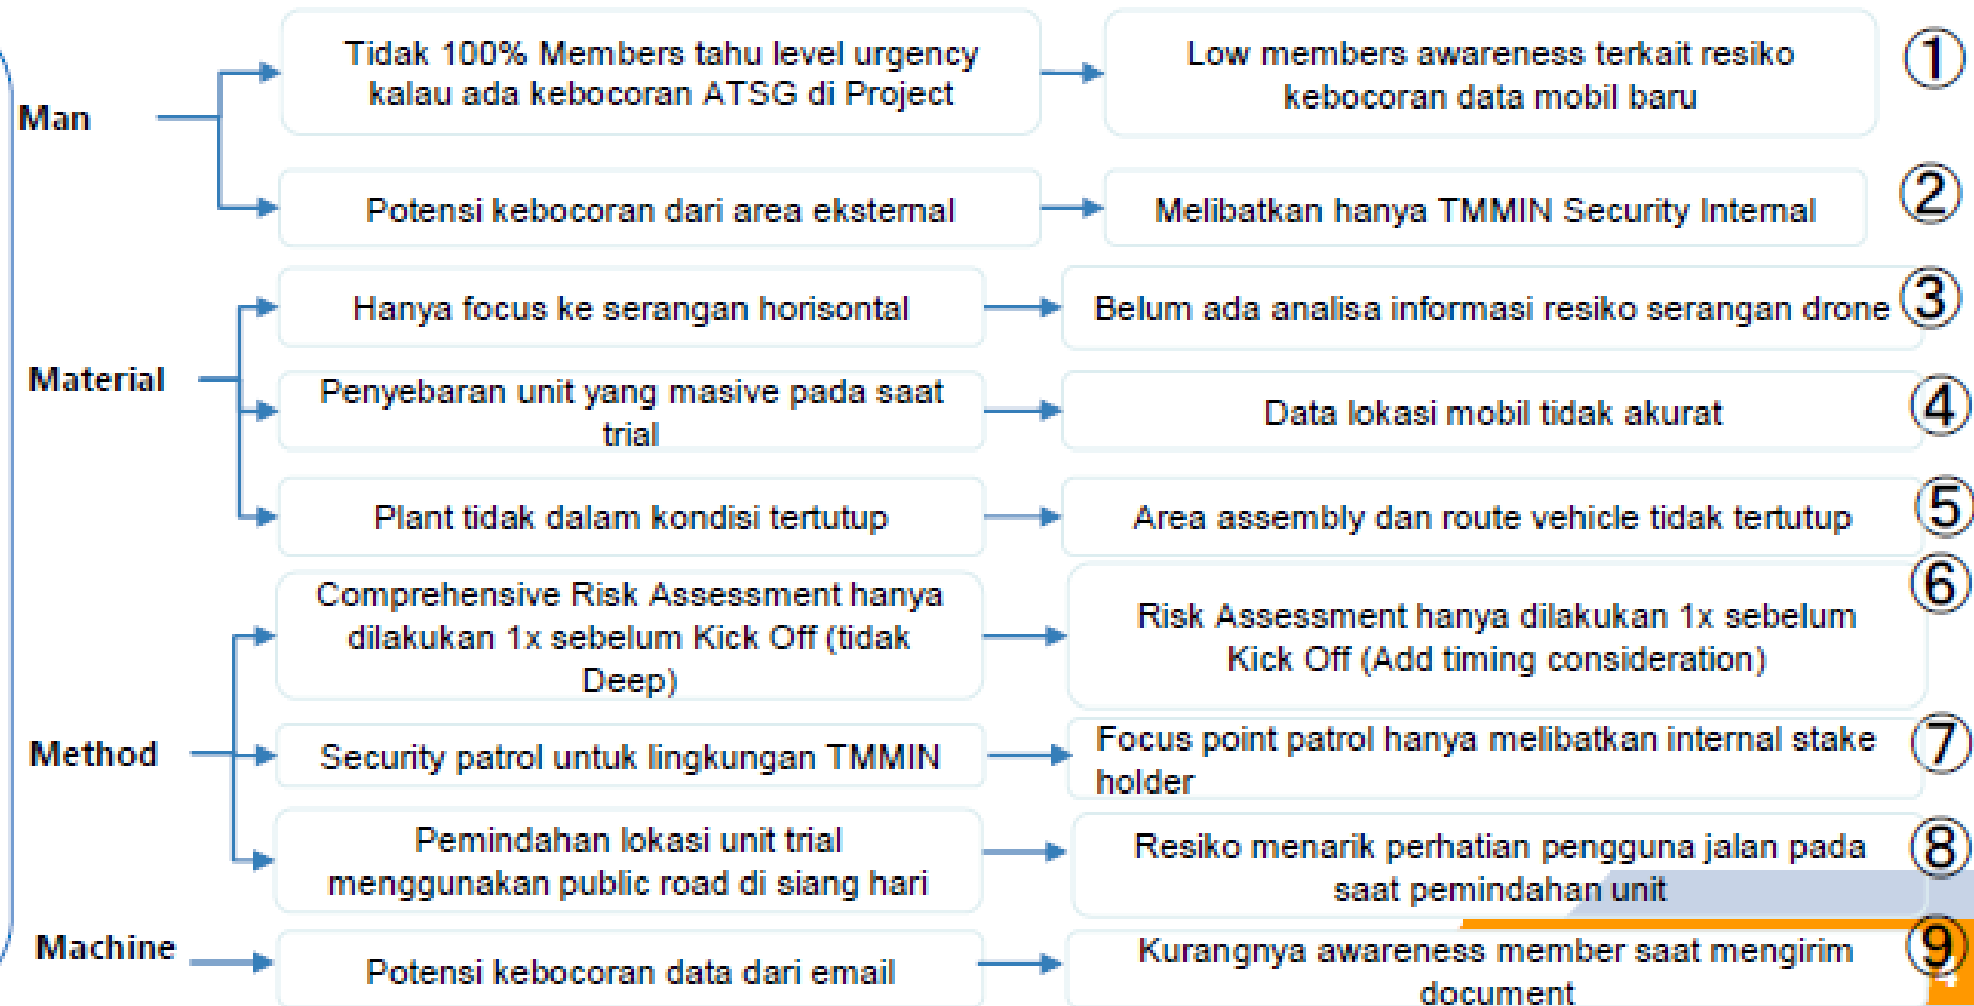 Man
Tidak 100% Members tahu level urgency
kalau ada kebocoran ATSG di Project
Low members awareness terkait resiko
kebocoran data mobil baru
①
Potensi kebocoran dari area eksternal
Melibatkan hanya TMMIN Security Internal
②
Material
Hanya focus ke serangan horisontal
Belum ada analisa informasi resiko serangan drone
③
Penyebaran unit yang masive pada saat
trial
Data lokasi mobil tidak akurat
④
Plant tidak dalam kondisi tertutup
Area assembly dan route vehicle tidak tertutup
⑤
Method
Comprehensive Risk Assessment hanya
dilakukan 1x sebelum Kick Off (tidak
Deep)
Risk Assessment hanya dilakukan 1x sebelum
Kick Off (Add timing consideration)
⑥
Security patrol untuk lingkungan TMMIN
Focus point patrol hanya melibatkan internal stake
holder
⑦
Pemindahan lokasi unit trial
menggunakan public road di siang hari
Resiko menarik perhatian pengguna jalan pada
saat pemindahan unit
⑧
Machine
Potensi kebocoran data dari email
Kurangnya awareness member saat mengirim
document
⑨